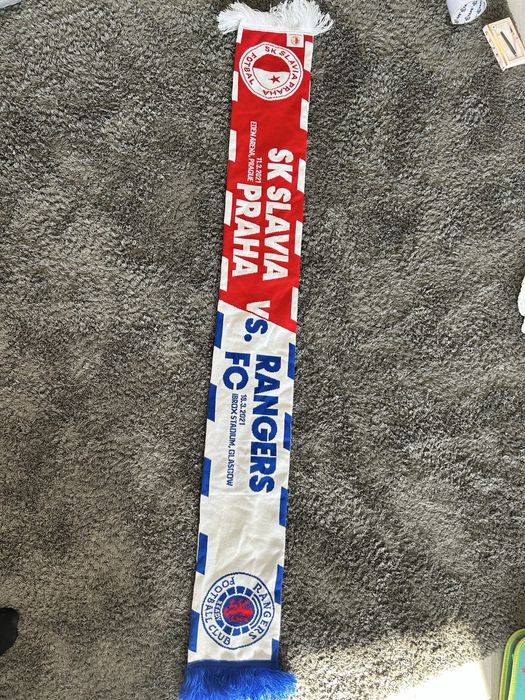 SK SLAVIA PRAHA
FOTBAL
SK SLAVIA
PRAHA
11.3.2021
EDEN ARENA, PRAGUE
Vs.
RANGERS
FC
18.3.2021
IBROX STADIUM, GLASGOW
RANGERS
FOOTBALL CLUB
READY